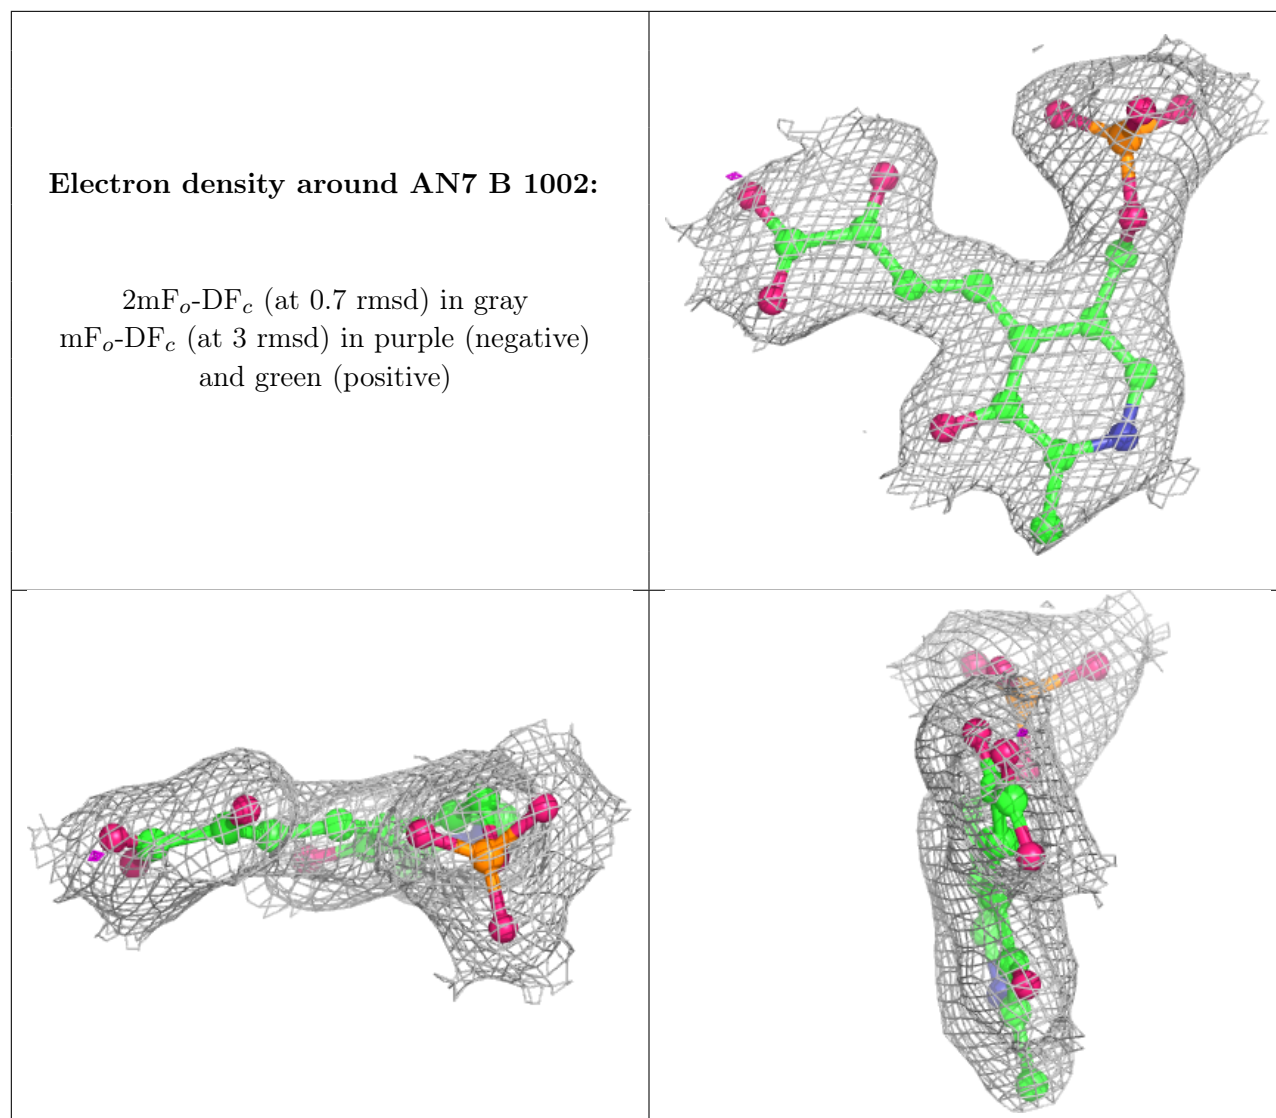 Electron density around AN7 B 1002:
2mFo-DFc (at 0.7 rmsd) in gray
mFo-DFc (at 3 rmsd) in purple (negative)
and green (positive)